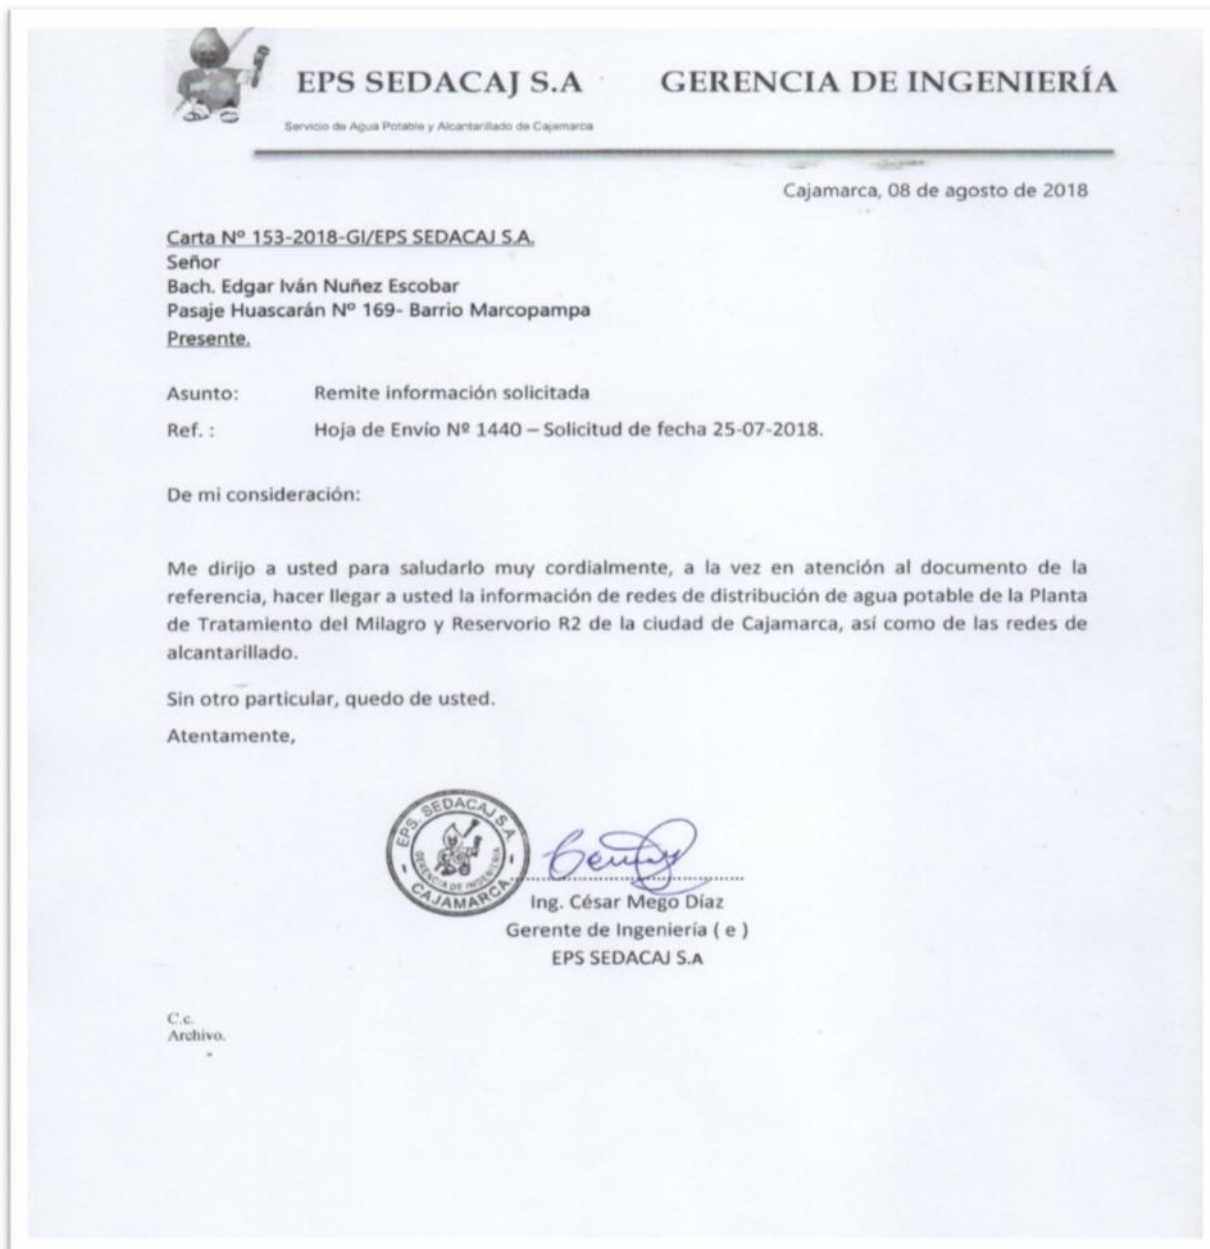 EPS SEDACAJ S.A GERENCIA DE INGENIERÍA
Servicio de Agua Potable y Alcantarillado de Cajamarca
Cajamarca, 08 de agosto de 2018
Carta Nº 153-2018-GI/EPS SEDACAJ S.A.
Señor
Bach. Edgar Iván Nuñez Escobar
Pasaje Huascarán Nº 169- Barrio Marcopampa
Presente.
Asunto: Remite información solicitada
Ref. : Hoja de Envío Nº 1440 – Solicitud de fecha 25-07-2018.
De mi consideración:
Me dirijo a usted para saludarlo muy cordialmente, a la vez en atención al documento de la
referencia, hacer llegar a usted la información de redes de distribución de agua potable de la Planta
de Tratamiento del Milagro y Reservorio R2 de la ciudad de Cajamarca, así como de las redes de
alcantarillado.
Sin otro particular, quedo de usted.
Atentamente,
EPS. SEDACAJ S.A.
GERENCIA DE INGENIERIA
- CAJAMARCA. -
Ing. César Mego Díaz
Gerente de Ingeniería ( e )
EPS SEDACAJ S.A
C.c.
Archivo.